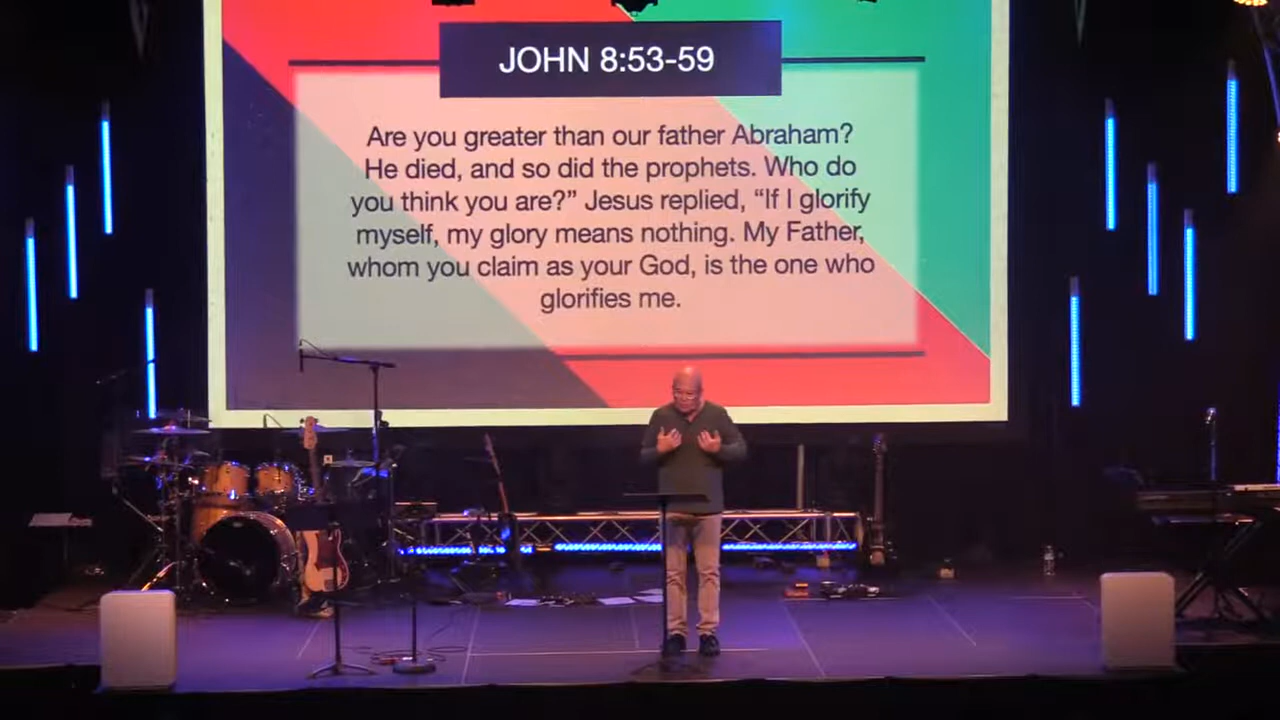 JOHN 8:53-59
Are you greater than our father Abraham?
He died, and so did the prophets. Who do
you think you are?” Jesus replied, “If I glorify
myself, my glory means nothing. My Father,
whom you claim as your God, is the one who
glorifies me.